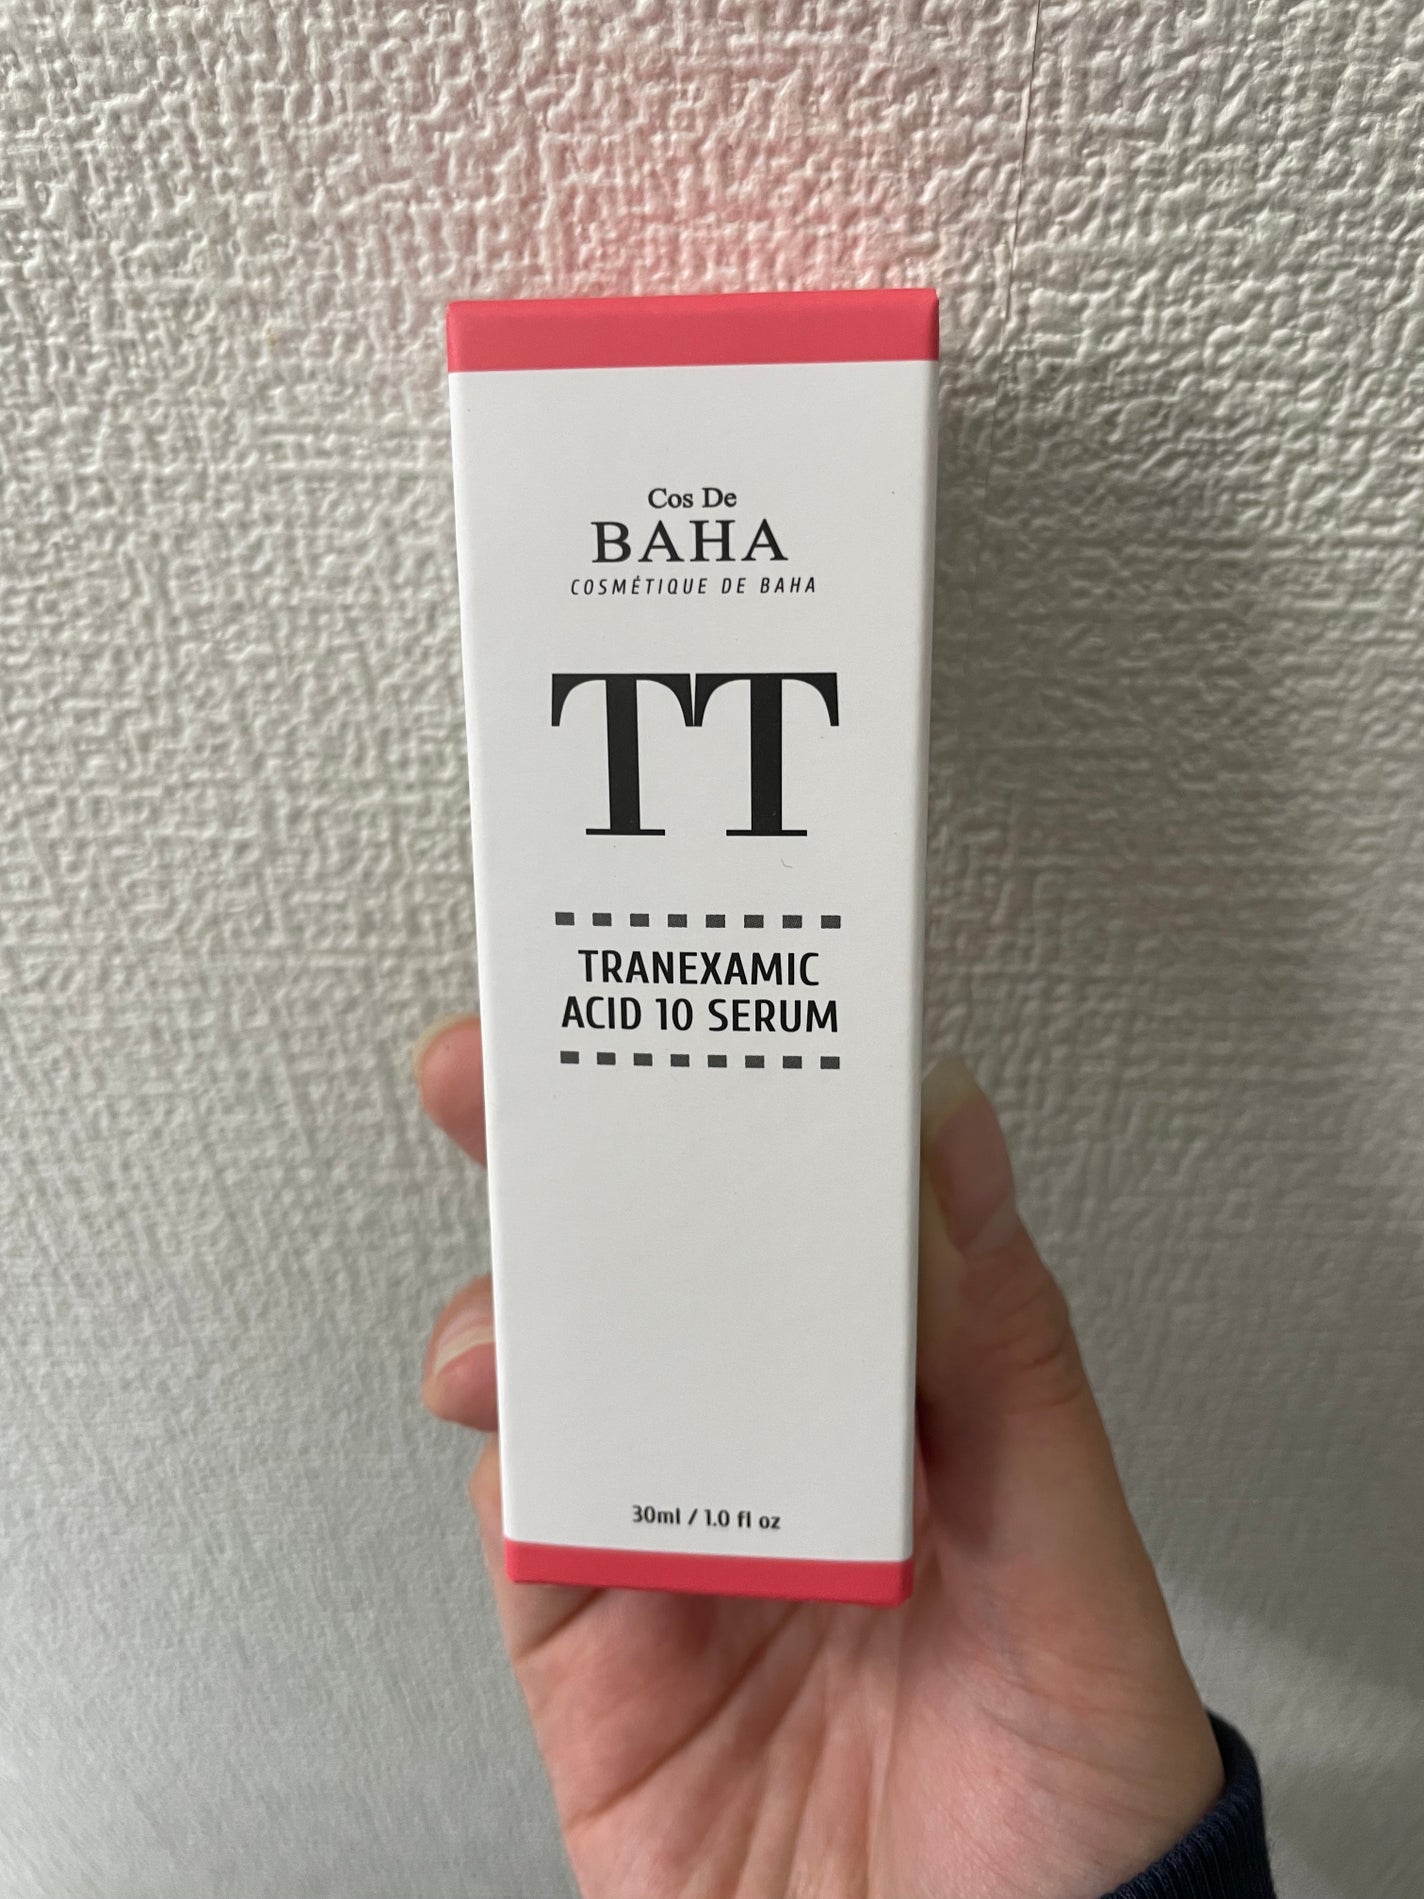 Cos De
BAHA
COSMÉTIQUE DE BAHA
TT
TRANEXAMIC
ACID 10 SERUM
30ml / 1.0 fl oz